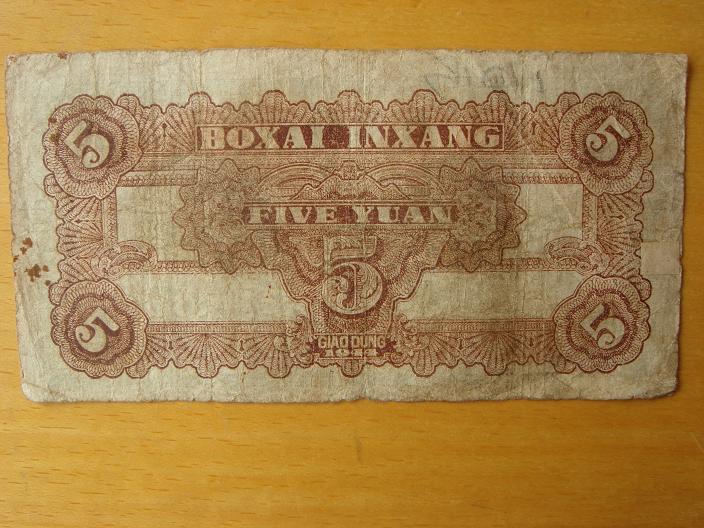 5 5
BOXAI INXANG
FIVE YUAN
5
5 5
GIAO DUNG